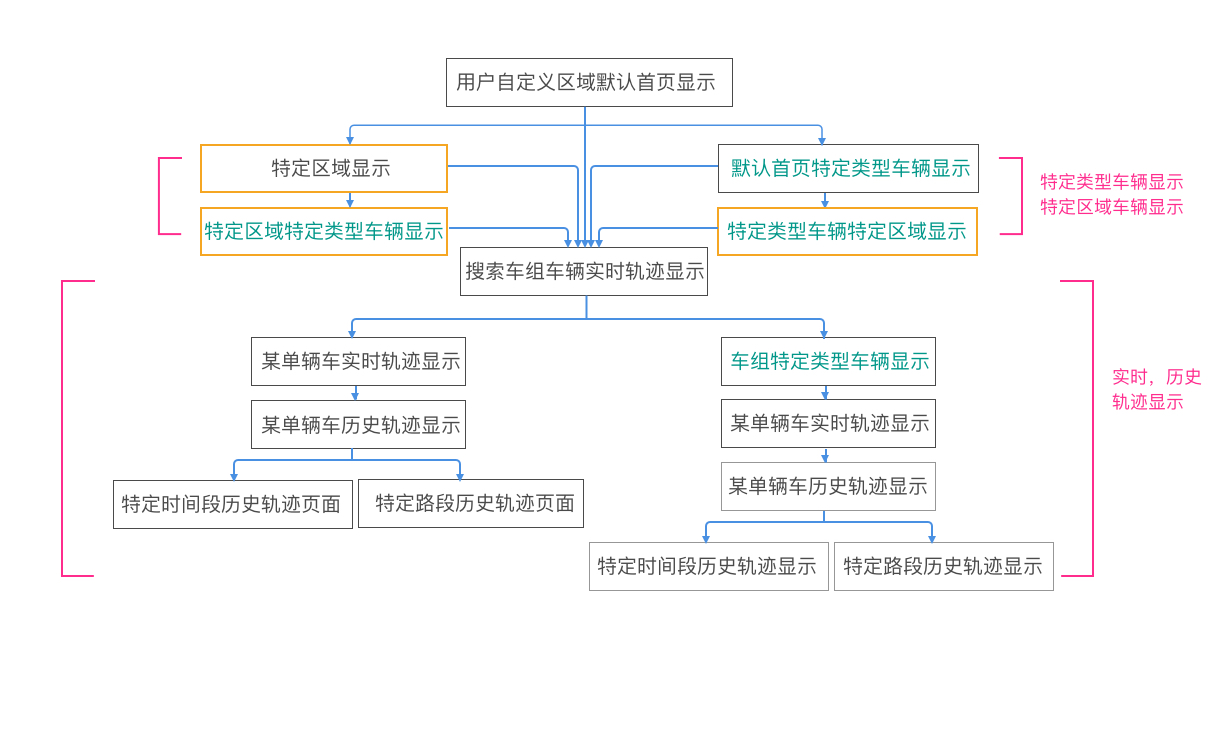 用户自定义区域默认首页显示
特定区域显示
默认首页特定类型车辆显示
特定类型车辆显示
特定区域车辆显示
特定区域特定类型车辆显示
特定类型车辆特定区域显示
搜索车组车辆实时轨迹显示
某单辆车实时轨迹显示
车组特定类型车辆显示
实时，历史
轨迹显示
某单辆车历史轨迹显示
某单辆车实时轨迹显示
某单辆车历史轨迹显示
特定时间段历史轨迹页面
特定路段历史轨迹页面
特定时间段历史轨迹显示
特定路段历史轨迹显示